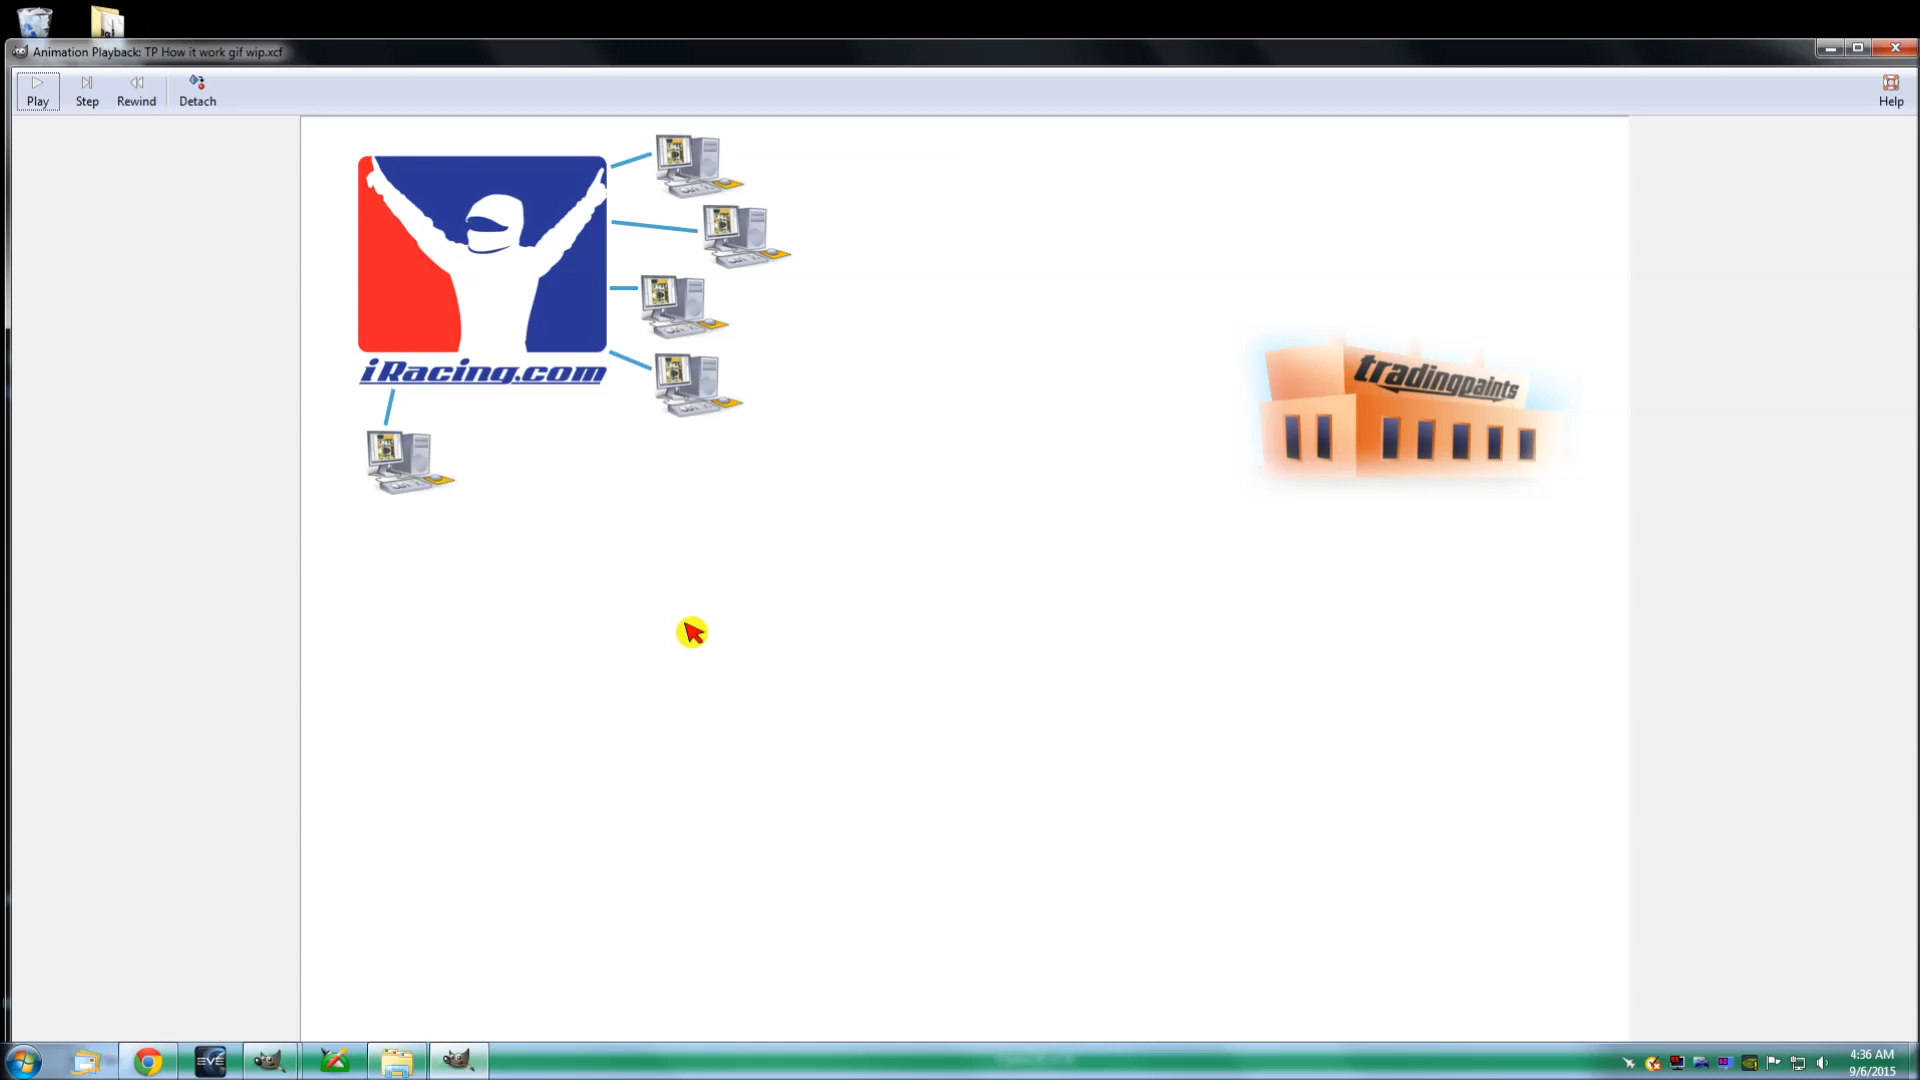 Animation Playback: TP How it work gif wip.xcf
Play
Step
Rewind
Detach
Help
iRacing.com
tradingpaints
EVE
4:36 AM
9/6/2015